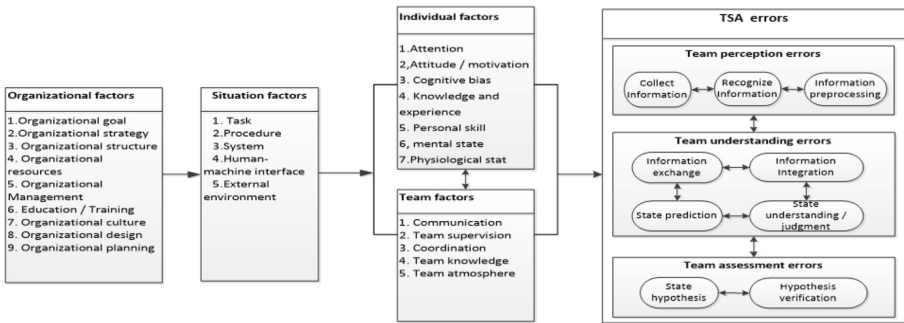 Organizational factors
1.Organizational goal
2.Organizational strategy
3.Organizational structure
4. Organizational
resources
5. Organizational
Management
6. Education / Training
7. Organizational culture
8. Organizational design
9. Organizational planning
Situation factors
1. Task
2.Procedure
3.System
4.Human-
machine interface
5.External
environment
Individual factors
1.Attention
2,Attitude / motivation
3. Cognitive bias
4. Knowledge and
experience
5. Personal skill
6, mental state
7.Physiological stat
Team factors
1. Communication
2. Team supervision
3. Coordination
4. Team knowledge
5. Team atmosphere
TSA errors
Team perception errors
Collect
Information
Recognize
Information
Information
preprocessing
Team understanding errors
Information
exchange
Information
Integration
State prediction
State
understanding /
judgment
Team assessment errors
State
hypothesis
Hypothesis
verification